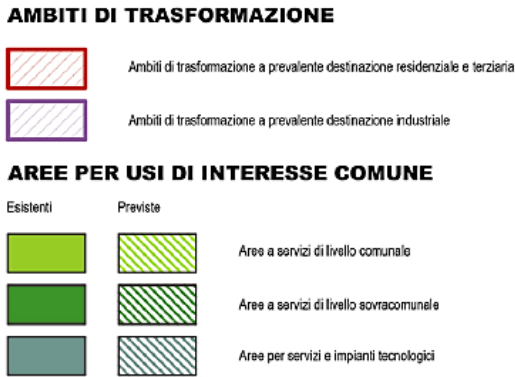 AMBITI DI TRASFORMAZIONE
Ambiti di trasformazione a prevalente destinazione residenziale e terziaria
Ambiti di trasformazione a prevalente destinazione industriale
AREE PER USI DI INTERESSE COMUNE
Esistenti Previste
Aree a servizi di livello comunale
Aree a servizi di livello sovracomunale
Aree per servizi e impianti tecnologici